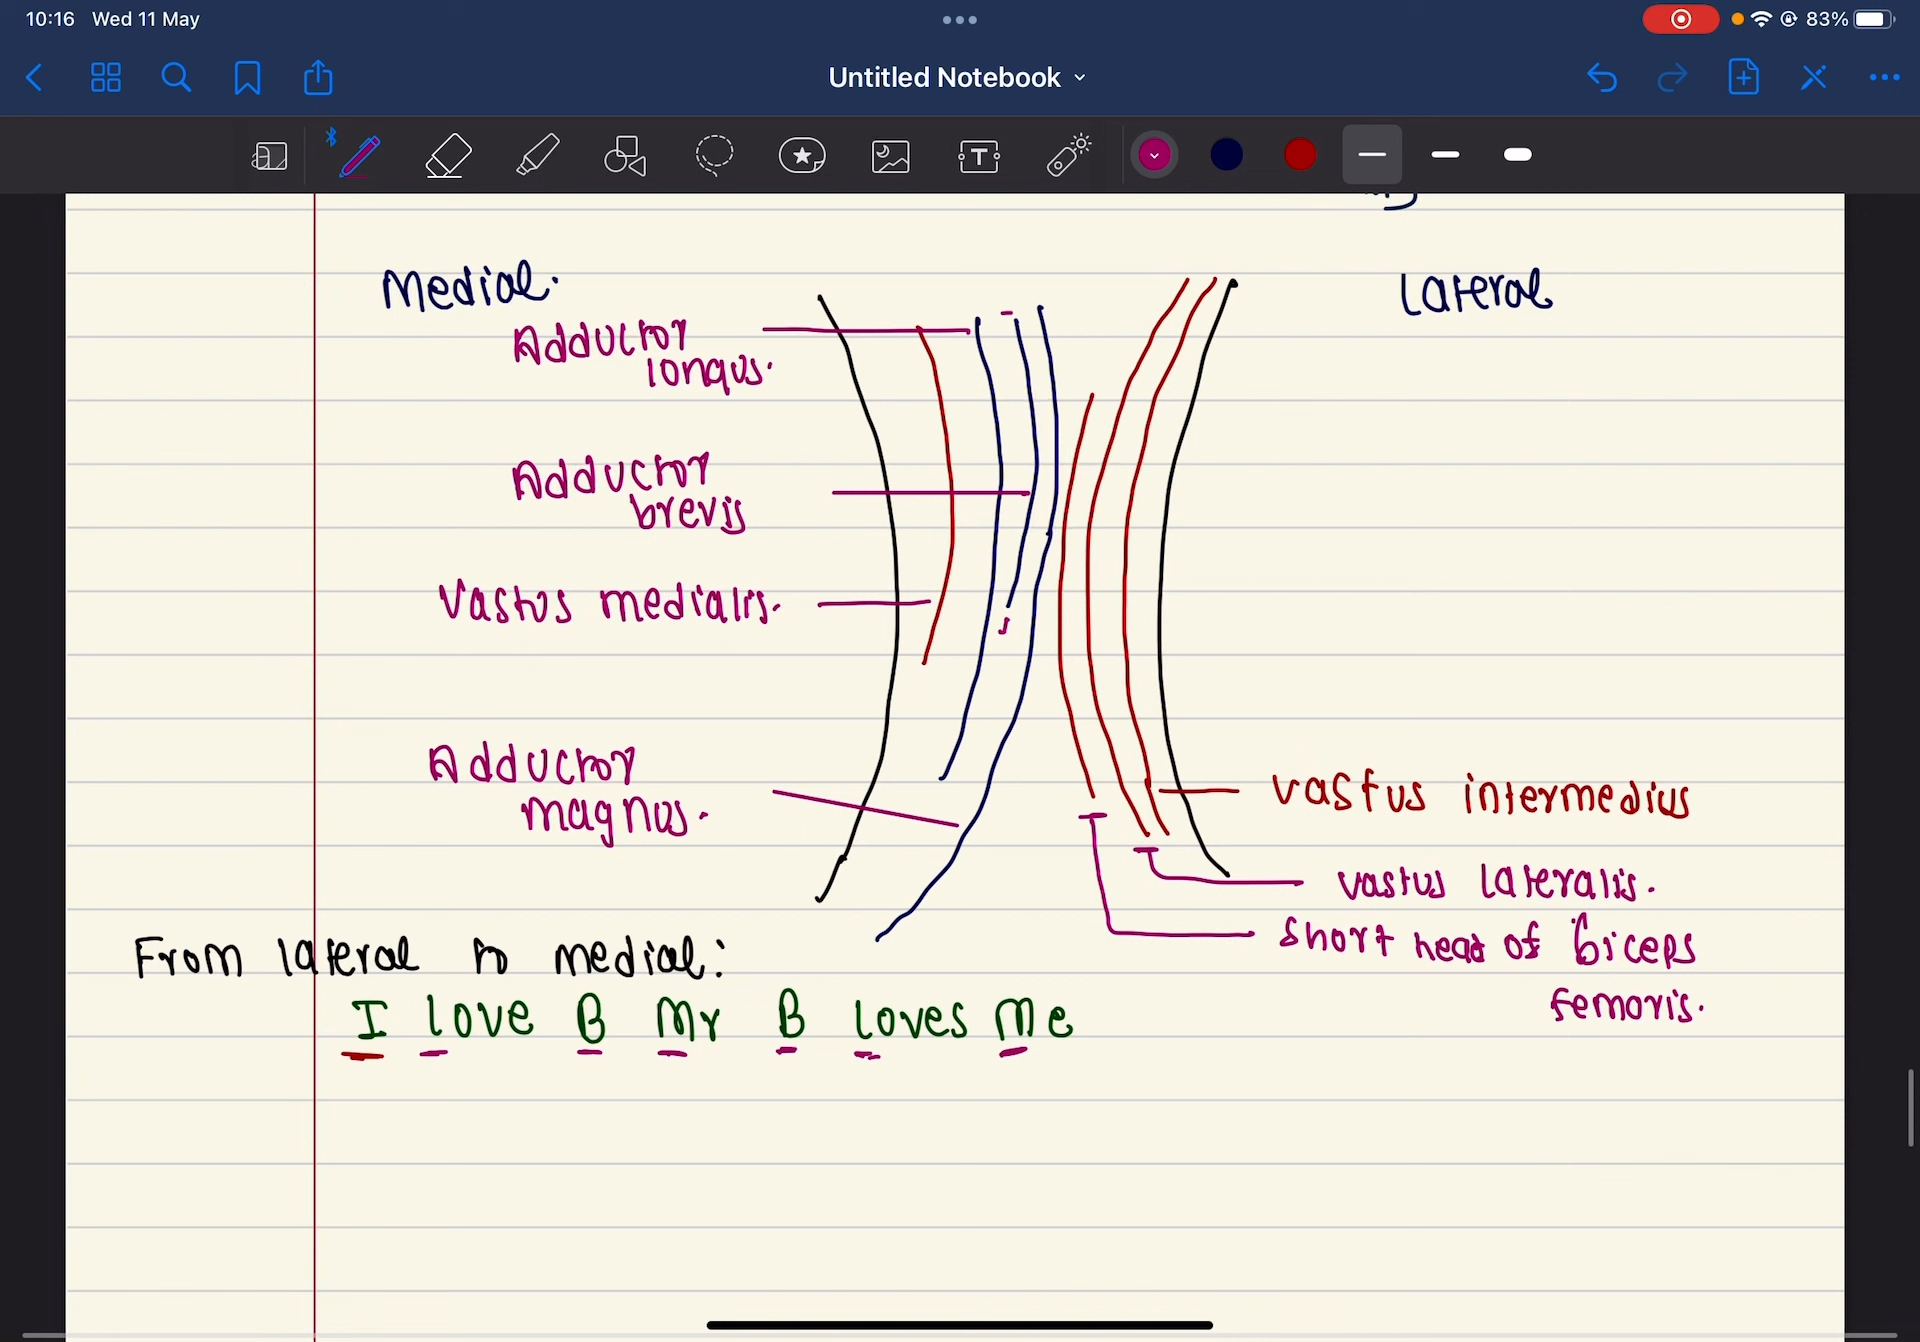 10:16 Wed 11 May
83%
Untitled Notebook
Medial.
Lateral
Adductor
longus.
Adductor
brevis
Vastus medialis.
Adductor
magnus.
vastus intermedius
vastus lateralis.
short head of biceps
femoris.
From lateral to medial:
I love B Mr B loves Me